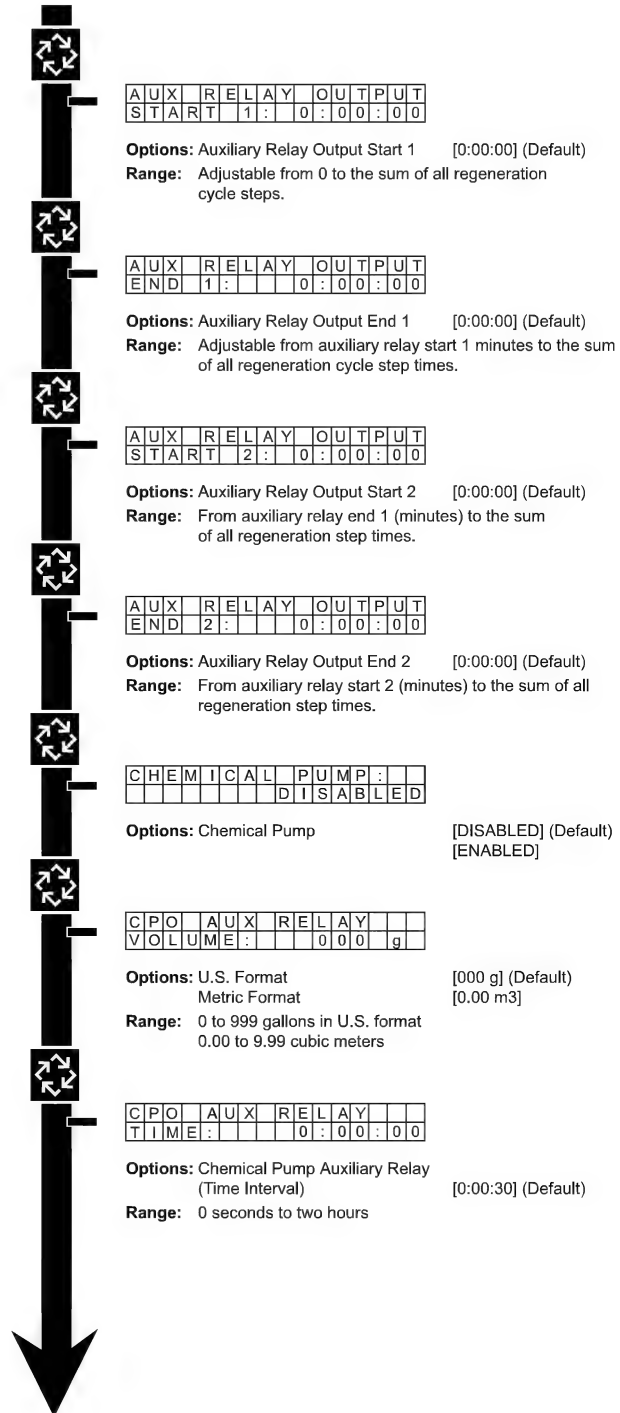 AUX RELAY OUTPUT
START 1: 0:00:00
Options: Auxiliary Relay Output Start 1 [0:00:00] (Default)
Range: Adjustable from 0 to the sum of all regeneration
cycle steps.
AUX RELAY OUTPUT
END 1: 0:00:00
Options: Auxiliary Relay Output End 1 [0:00:00] (Default)
Range: Adjustable from auxiliary relay start 1 minutes to the sum
of all regeneration cycle step times.
AUX RELAY OUTPUT
START 2: 0:00:00
Options: Auxiliary Relay Output Start 2 [0:00:00] (Default)
Range: From auxiliary relay end 1 (minutes) to the sum
of all regeneration step times.
AUX RELAY OUTPUT
END 2: 0:00:00
Options: Auxiliary Relay Output End 2 [0:00:00] (Default)
Range: From auxiliary relay start 2 (minutes) to the sum of all
regeneration step times.
CHEMICAL PUMP:
DISABLED
Options: Chemical Pump [DISABLED] (Default)
[ENABLED]
CPO AUX RELAY
VOLUME: 000 g
Options: U.S. Format [000 g] (Default)
Metric Format [0.00 m3]
Range: 0 to 999 gallons in U.S. format
0.00 to 9.99 cubic meters
CPO AUX RELAY
TIME: 0:00:00
Options: Chemical Pump Auxiliary Relay
(Time Interval) [0:00:30] (Default)
Range: 0 seconds to two hours